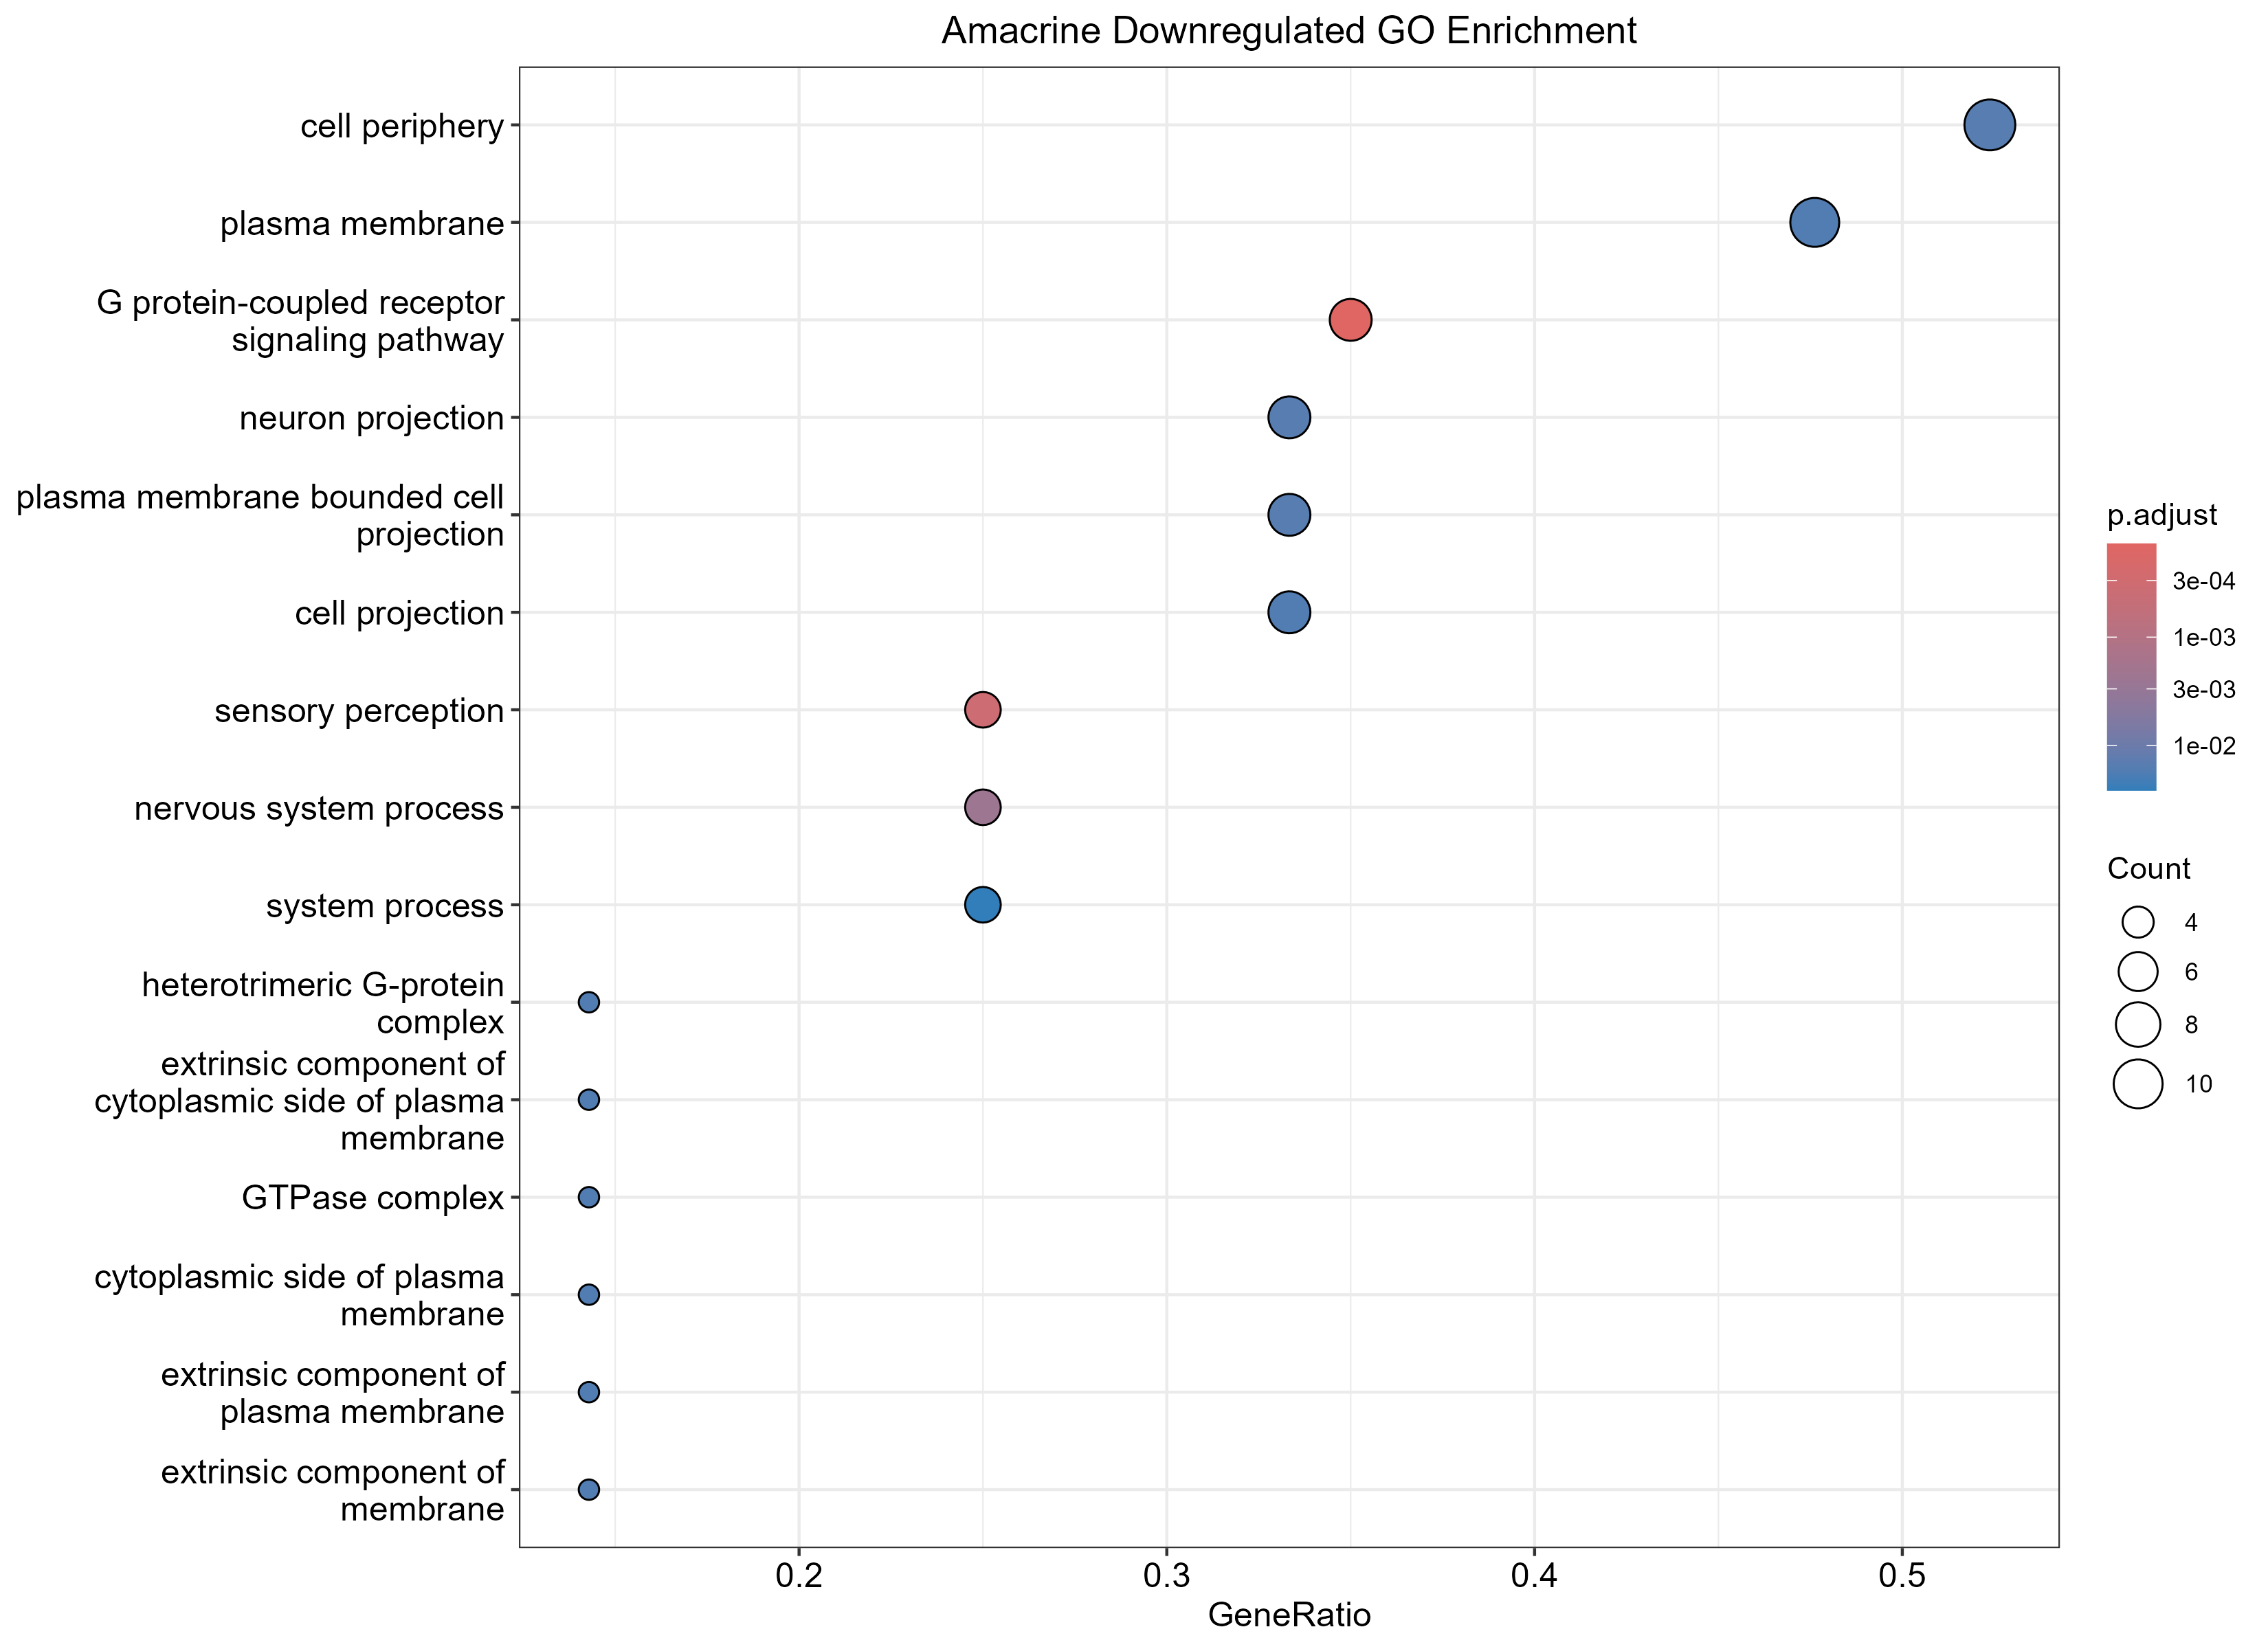 Amacrine Downregulated GO Enrichment
cell periphery
plasma membrane
G protein-coupled receptor
signaling pathway
neuron projection
plasma membrane bounded cell
projection
cell projection
sensory perception
nervous system process
system process
heterotrimeric G-protein
complex
extrinsic component of
cytoplasmic side of plasma
membrane
GTPase complex
cytoplasmic side of plasma
membrane
extrinsic component of
plasma membrane
extrinsic component of
membrane
0.2
0.3
0.4
0.5
GeneRatio
p.adjust
3e-04
1e-03
3e-03
1e-02
Count
4
6
8
10